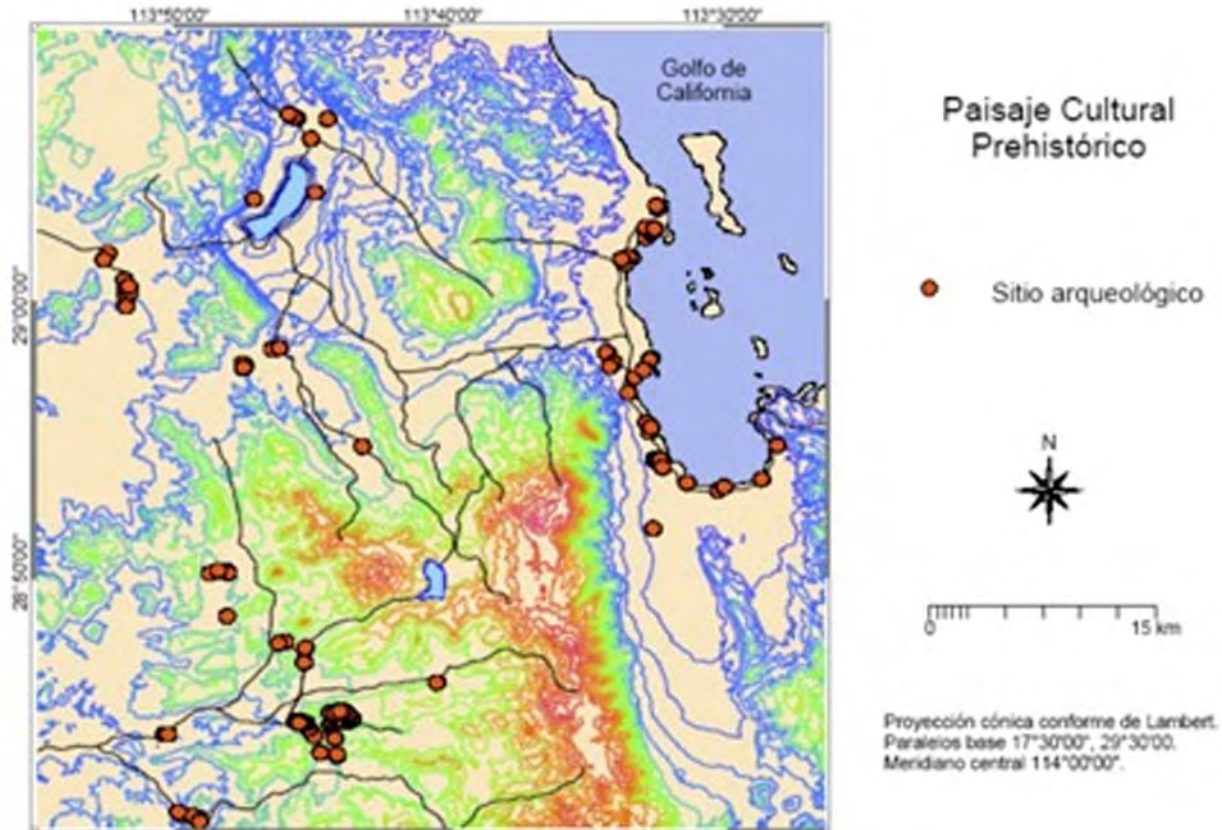 113°50'00"
113°40'00"
113°30'00"
Golfo de
California
29°00'00"
28°50'00"
Paisaje Cultural
Prehistórico
Sitio arqueológico
N
0
15 km
Proyección cónica conforme de Lambert.
Paralelos base 17°30'00", 29°30'00.
Meridiano central 114°00'00".